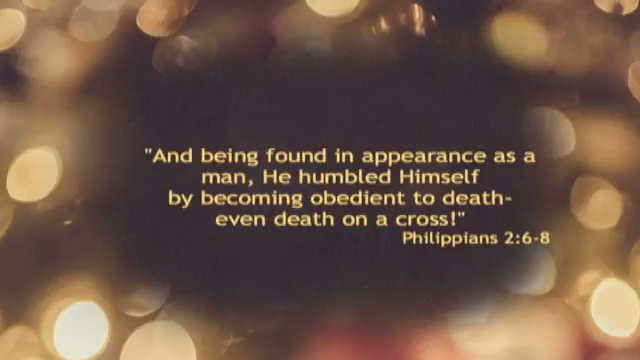 "And being found in appearance as a
man, He humbled Himself
by becoming obedient to death-
even death on a cross!"
Philippians 2:6-8